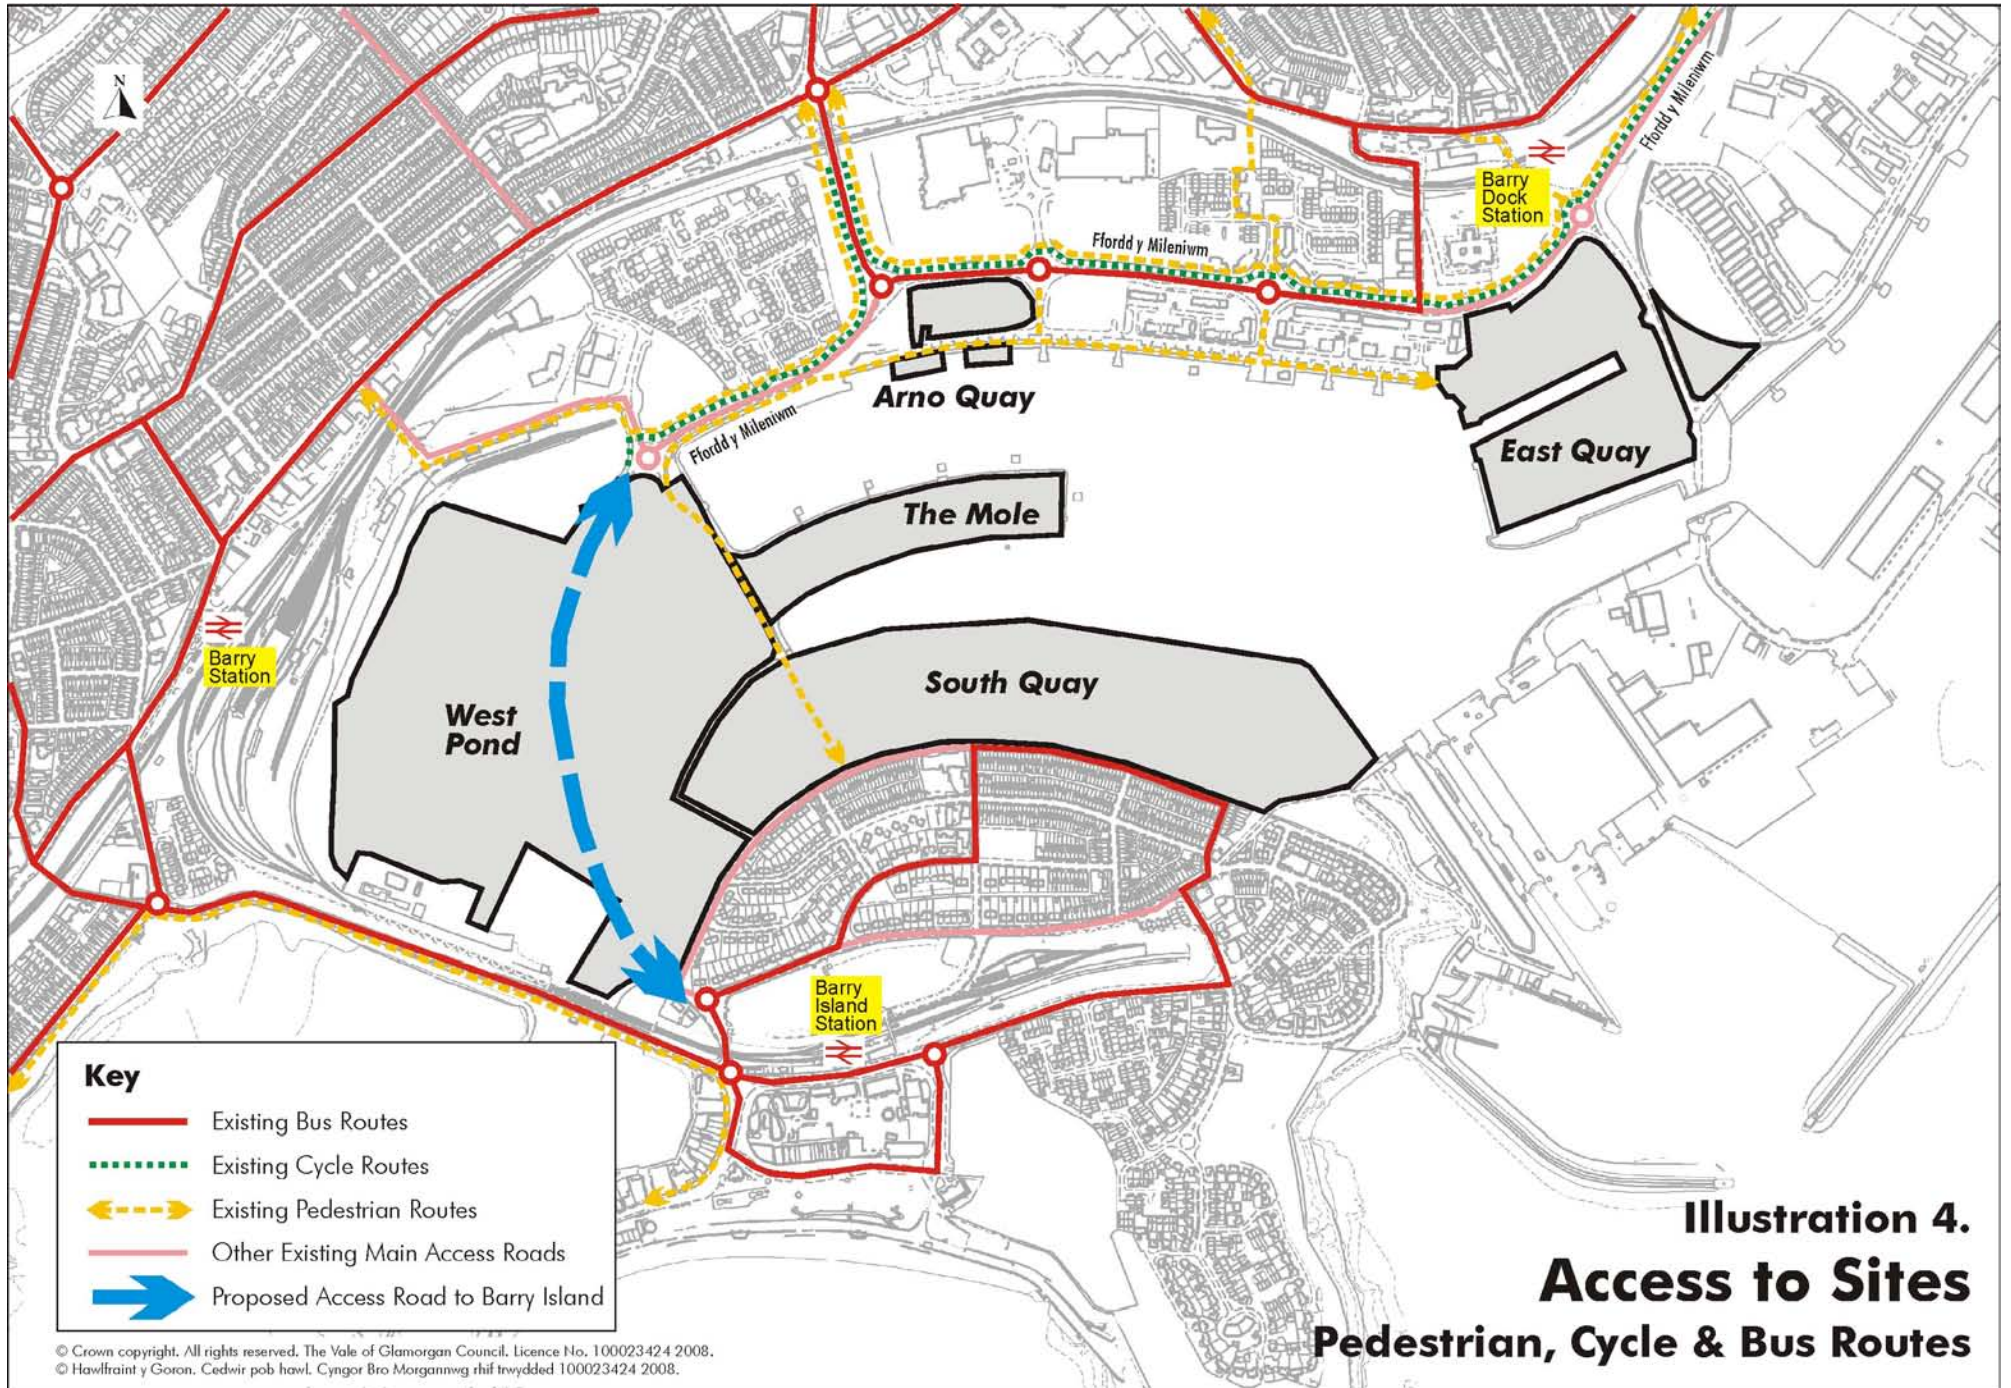 N
Ffordd y Mileniwm
Barry
Dock
Station
Ffordd y Mileniwm
Arno Quay
Ffordd y Mileniwm
East Quay
The Mole
Barry
Station
South Quay
West
Pond
Barry
Island
Station
Key
Existing Bus Routes
Existing Cycle Routes
Existing Pedestrian Routes
Other Existing Main Access Roads
Proposed Access Road to Barry Island
Illustration 4.
Access to Sites
Pedestrian, Cycle & Bus Routes
© Crown copyright. All rights reserved. The Vale of Glamorgan Council. Licence No. 100023424 2008.
© Hawlfraint y Goron. Cedwir pob hawl. Cyngor Bro Morgannwg rhif trwydded 100023424 2008.